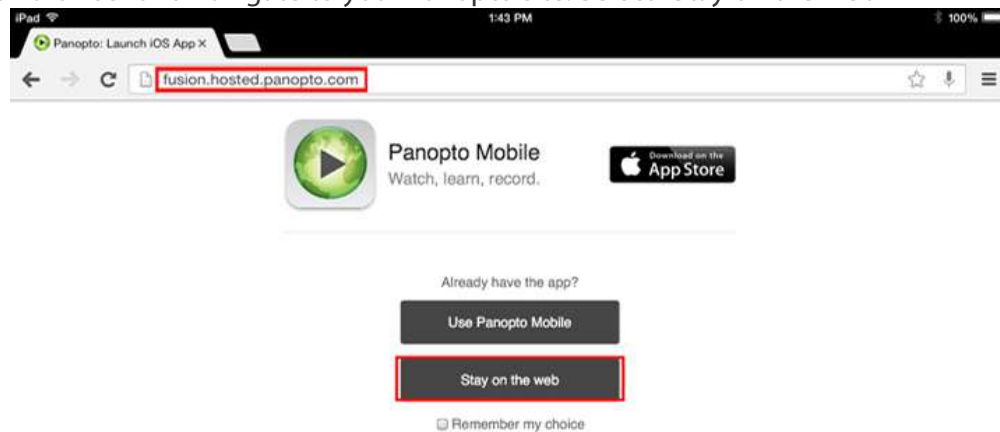 iPad 1:43 PM 100%
Panopto: Launch iOS App ×
fusion.hosted.panopto.com
Panopto Mobile
Watch, learn, record.
Download on the
App Store
Already have the app?
Use Panopto Mobile
Stay on the web
Remember my choice